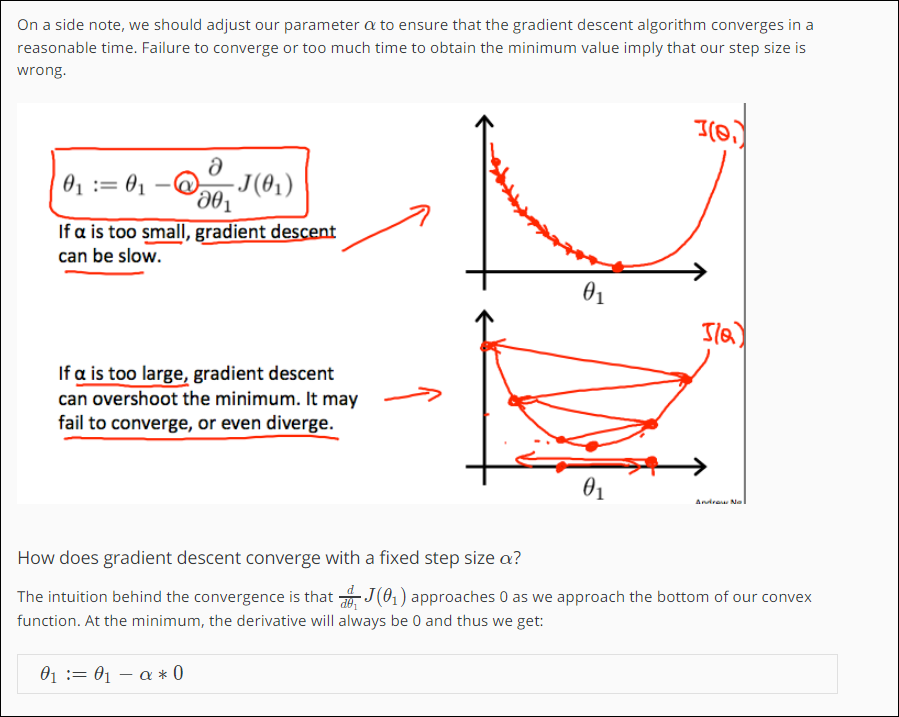 On a side note, we should adjust our parameter α to ensure that the gradient descent algorithm converges in a
reasonable time. Failure to converge or too much time to obtain the minimum value imply that our step size is
wrong.
θ₁ := θ₁ − α ∂/∂θ₁ J(θ₁)
J(θ₁)
If α is too small, gradient descent
can be slow.
θ₁
J(θ₁)
If α is too large, gradient descent
can overshoot the minimum. It may
fail to converge, or even diverge.
θ₁
Andrew Ng
How does gradient descent converge with a fixed step size α?
The intuition behind the convergence is that d/dθ₁ J(θ₁) approaches 0 as we approach the bottom of our convex
function. At the minimum, the derivative will always be 0 and thus we get:
θ₁ := θ₁ − α * 0